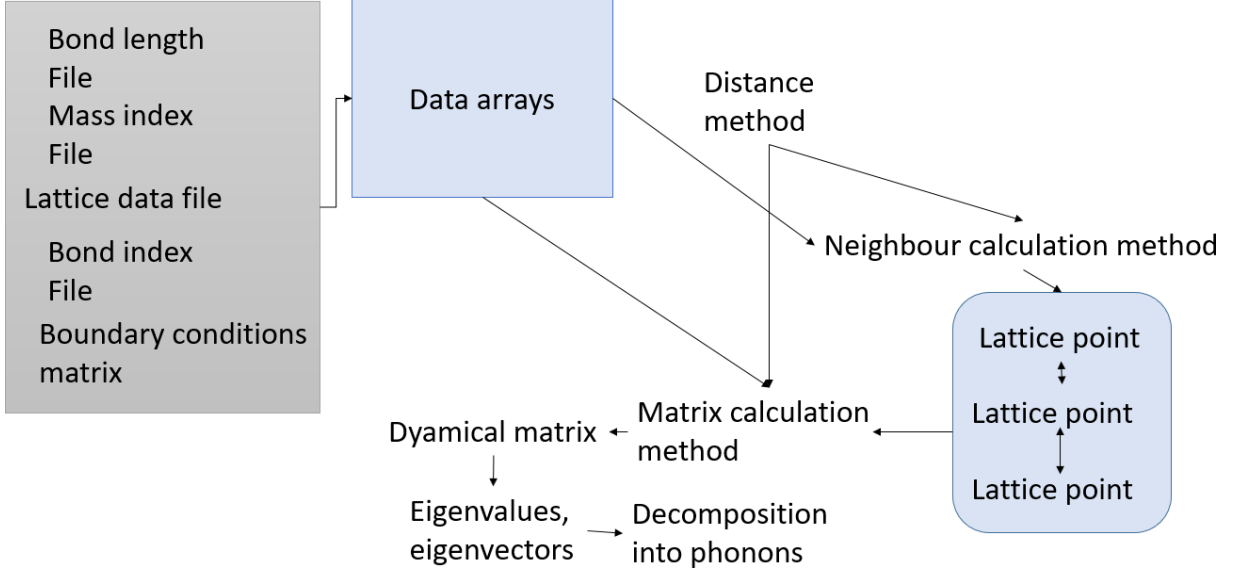 Bond length
File
Mass index
File
Lattice data file
Bond index
File
Boundary conditions
matrix
Data arrays
Distance
method
Neighbour calculation method
Lattice point
Lattice point
Lattice point
Matrix calculation
method
Dyamical matrix
Eigenvalues,
eigenvectors
Decomposition
into phonons